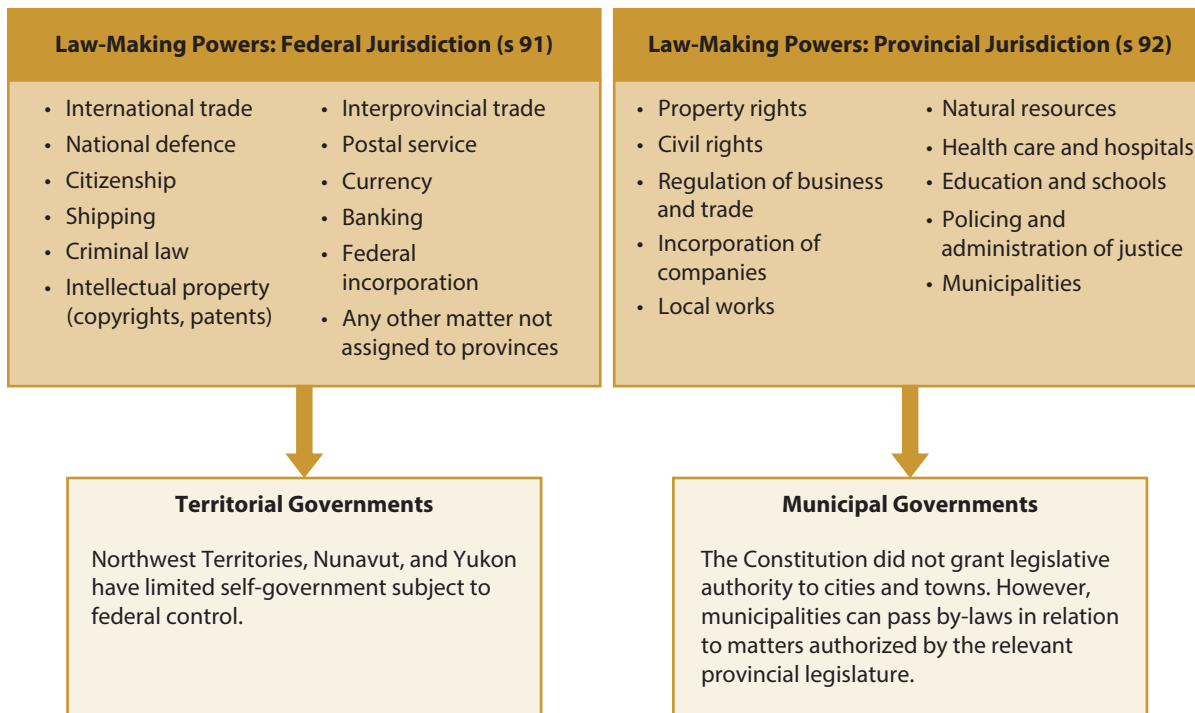 Law-Making Powers: Federal Jurisdiction (s 91)
• International trade
• National defence
• Citizenship
• Shipping
• Criminal law
• Intellectual property
(copyrights, patents)
• Interprovincial trade
• Postal service
• Currency
• Banking
• Federal
incorporation
• Any other matter not
assigned to provinces
Law-Making Powers: Provincial Jurisdiction (s 92)
• Property rights
• Civil rights
• Regulation of business
and trade
• Incorporation of
companies
• Local works
• Natural resources
• Health care and hospitals
• Education and schools
• Policing and
administration of justice
• Municipalities
Territorial Governments
Northwest Territories, Nunavut, and Yukon
have limited self-government subject to
federal control.
Municipal Governments
The Constitution did not grant legislative
authority to cities and towns. However,
municipalities can pass by-laws in relation
to matters authorized by the relevant
provincial legislature.